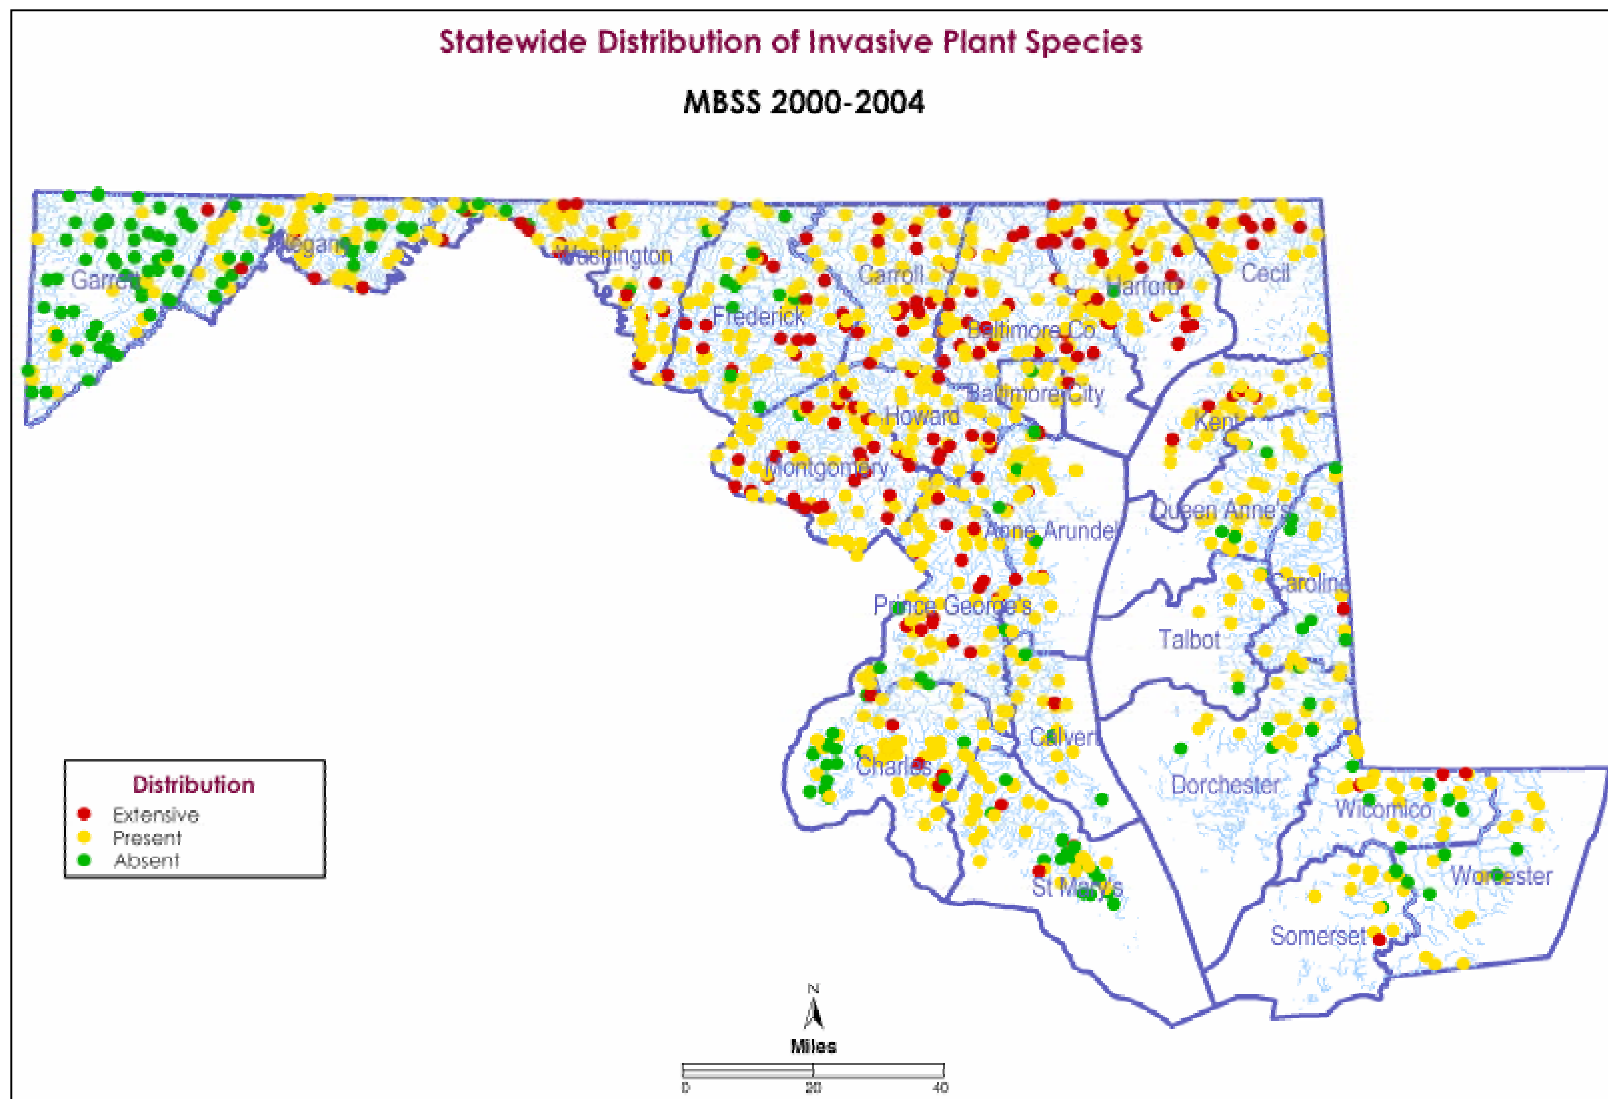 Statewide Distribution of Invasive Plant Species
MBSS 2000-2004
Garrett
Allegany
Washington
Frederick
Carroll
Baltimore Co.
Harford
Cecil
Baltimore City
Howard
Kent
Montgomery
Queen Anne's
Anne Arundel
Caroline
Prince George's
Talbot
Calvert
Charles
Dorchester
Wicomico
St Mary's
Worcester
Somerset
Distribution
Extensive
Present
Absent
N
Miles
0 20 40